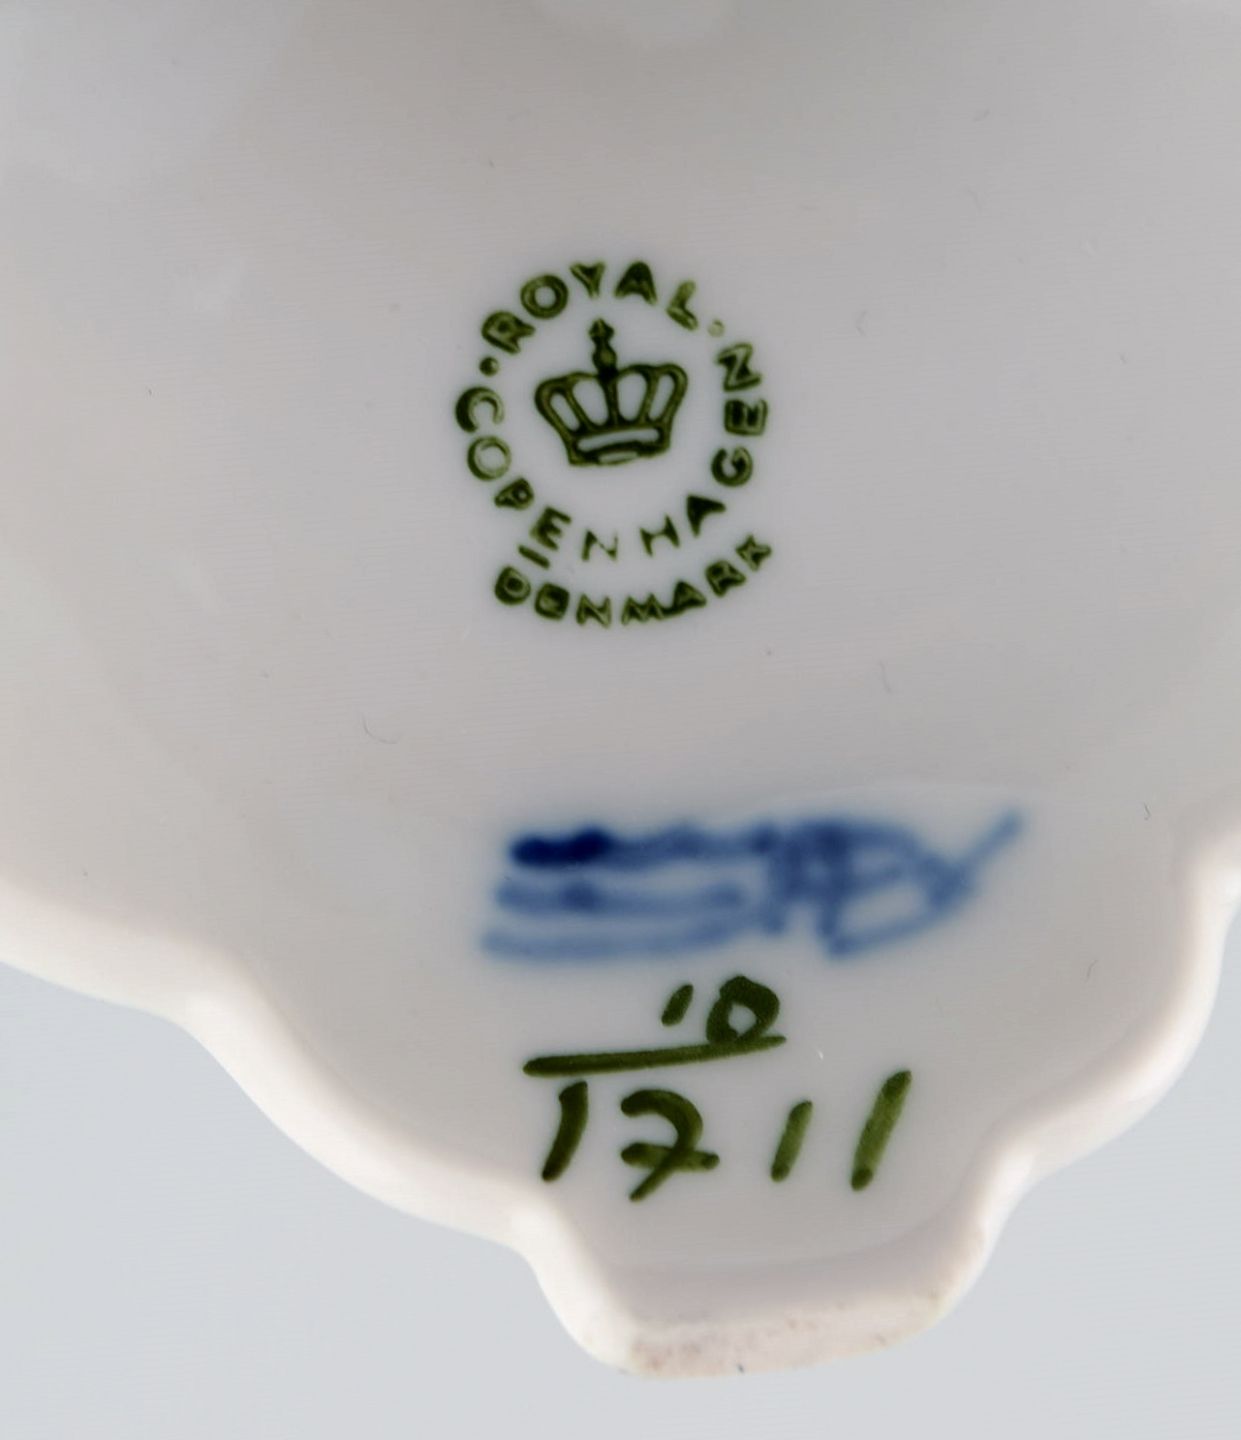 ROYAL · COPENHAGEN ·
DENMARK
10
1711